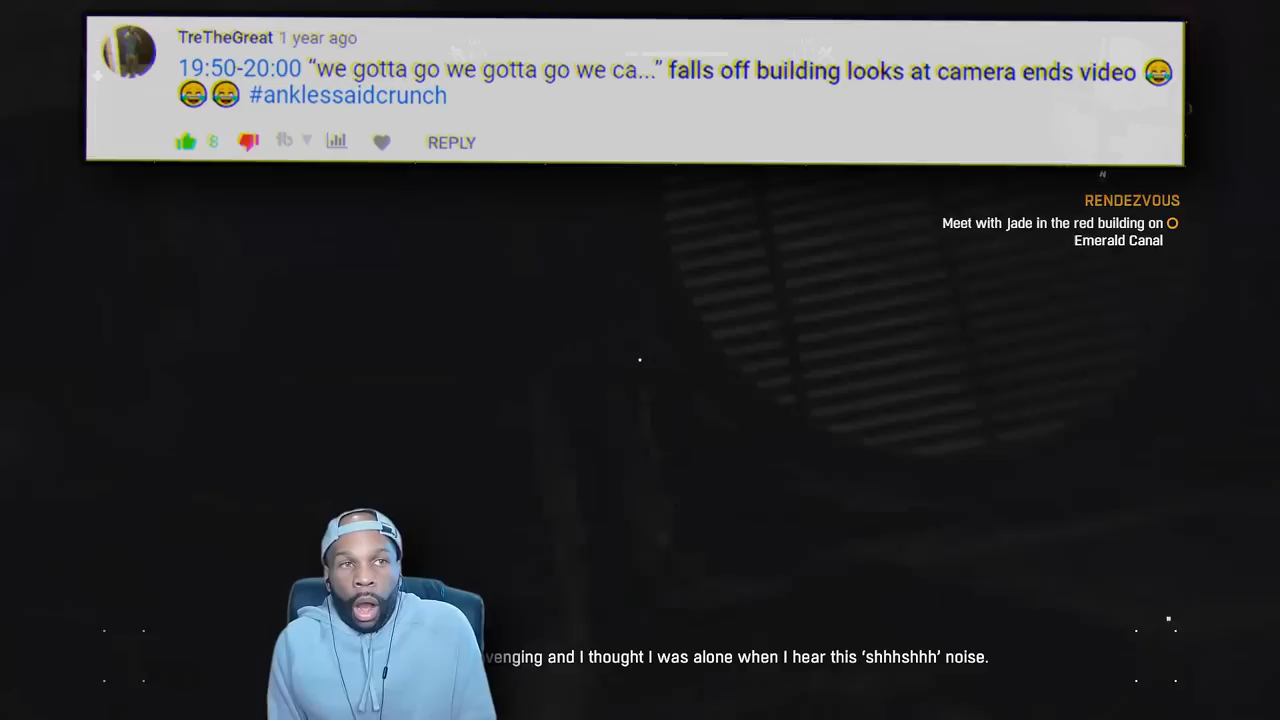 TreTheGreat 1 year ago
19:50-20:00 “we gotta go we gotta go we ca...” falls off building looks at camera ends video 😂
😂😂 #anklessaidcrunch
8 REPLY
RENDEZVOUS
Meet with Jade in the red building on
Emerald Canal
venging and I thought I was alone when I hear this ‘shhhshhh’ noise.